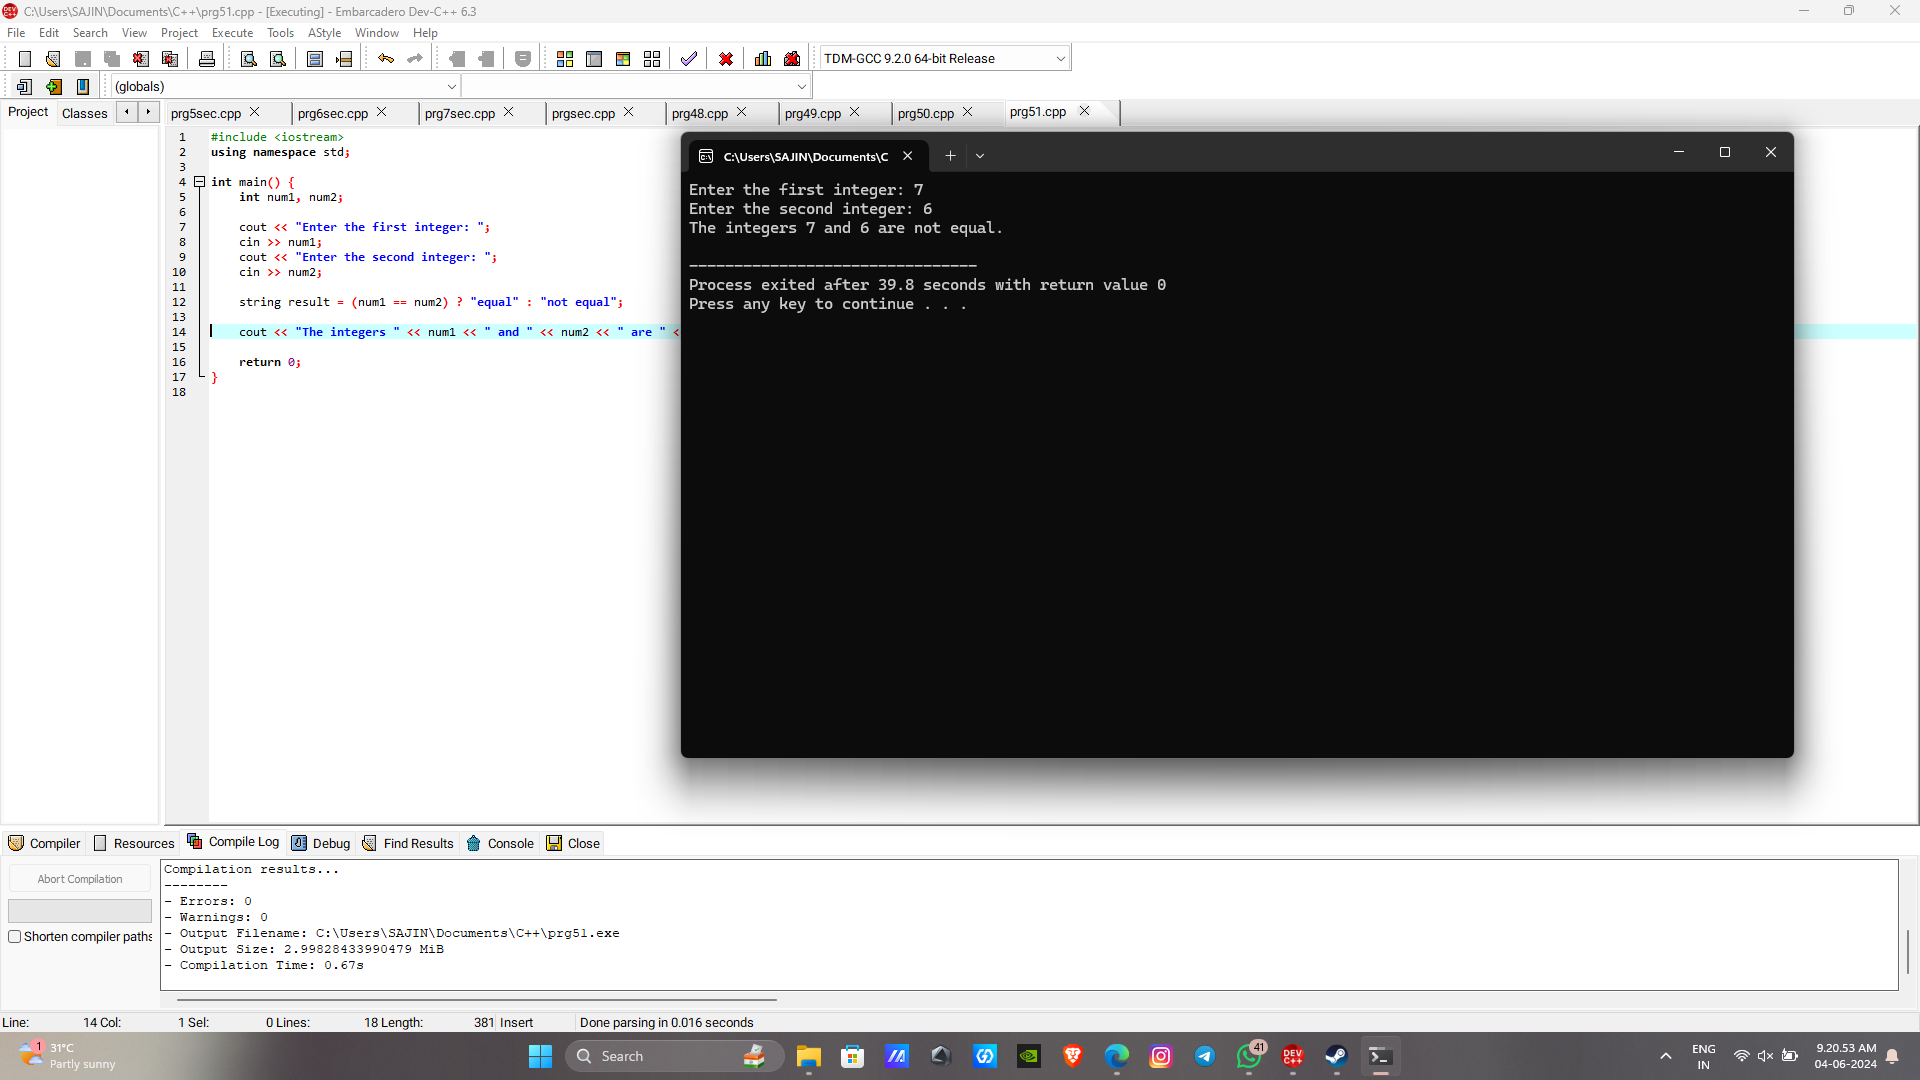 C:\Users\SAJIN\Documents\C++\prg51.cpp - [Executing] - Embarcadero Dev-C++ 6.3
File Edit Search View Project Execute Tools AStyle Window Help
TDM-GCC 9.2.0 64-bit Release
(globals)
Project Classes
prg5sec.cpp prg6sec.cpp prg7sec.cpp prgsec.cpp prg48.cpp prg49.cpp prg50.cpp prg51.cpp
1 #include <iostream>
2 using namespace std;
3
4 int main() {
5 int num1, num2;
6
7 cout << "Enter the first integer: ";
8 cin >> num1;
9 cout << "Enter the second integer: ";
10 cin >> num2;
11
12 string result = (num1 == num2) ? "equal" : "not equal";
13
14 cout << "The integers " << num1 << " and " << num2 << " are " <
15
16 return 0;
17 }
18
C:\Users\SAJIN\Documents\C
Enter the first integer: 7
Enter the second integer: 6
The integers 7 and 6 are not equal.
--------------------------------
Process exited after 39.8 seconds with return value 0
Press any key to continue . . .
Compiler Resources Compile Log Debug Find Results Console Close
Abort Compilation
Shorten compiler paths
Compilation results...
--------
- Errors: 0
- Warnings: 0
- Output Filename: C:\Users\SAJIN\Documents\C++\prg51.exe
- Output Size: 2.99828433990479 MiB
- Compilation Time: 0.67s
Line: 14 Col: 1 Sel: 0 Lines: 18 Length: 381 Insert Done parsing in 0.016 seconds
1
31°C
Partly sunny
Search
41
DEV C++
ENG
IN
9.20.53 AM
04-06-2024